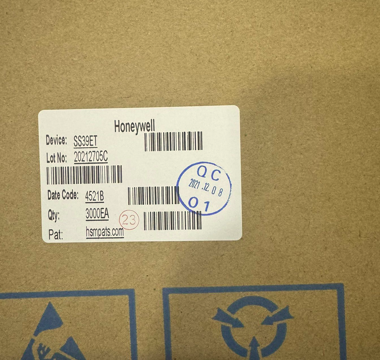 Honeywell
Device: SS39ET
Lot No: 20212705C
Date Code: 4521B
Qty: 3000EA
23
Pat: hsmpats.com
QC
2021.12.08
01